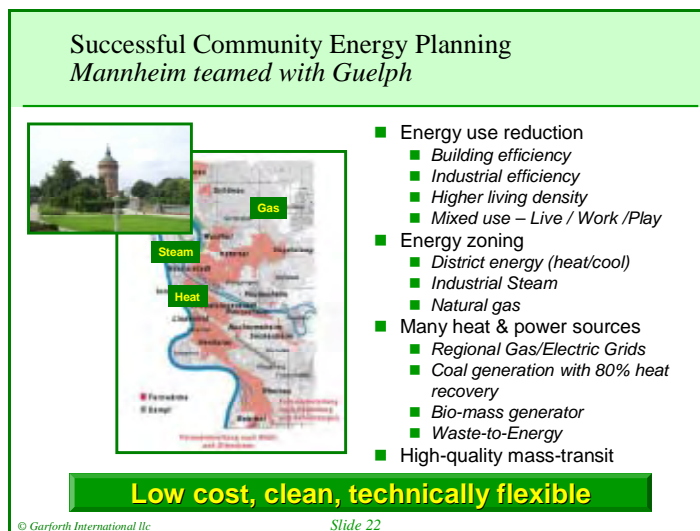 Successful Community Energy Planning
Mannheim teamed with Guelph
Gas
Steam
Heat
■ Energy use reduction
■ Building efficiency
■ Industrial efficiency
■ Higher living density
■ Mixed use – Live / Work /Play
■ Energy zoning
■ District energy (heat/cool)
■ Industrial Steam
■ Natural gas
■ Many heat & power sources
■ Regional Gas/Electric Grids
■ Coal generation with 80% heat
recovery
■ Bio-mass generator
■ Waste-to-Energy
■ High-quality mass-transit
Low cost, clean, technically flexible
© Garforth International llc
Slide 22